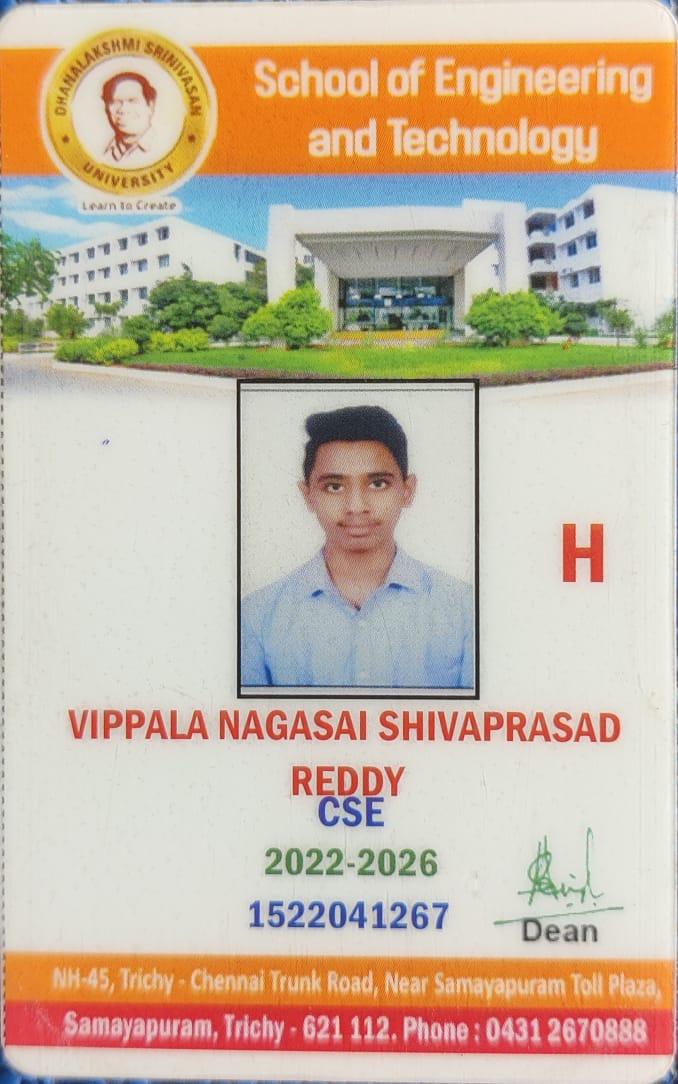 DHANALAKSHMI SRINIVASAN
UNIVERSITY
Learn to Create
School of Engineering
and Technology
H
VIPPALA NAGASAI SHIVAPRASAD
REDDY
CSE
2022-2026
1522041267
Dean
NH-45, Trichy - Chennai Trunk Road, Near Samayapuram Toll Plaza,
Samayapuram, Trichy - 621 112. Phone : 0431 2670888